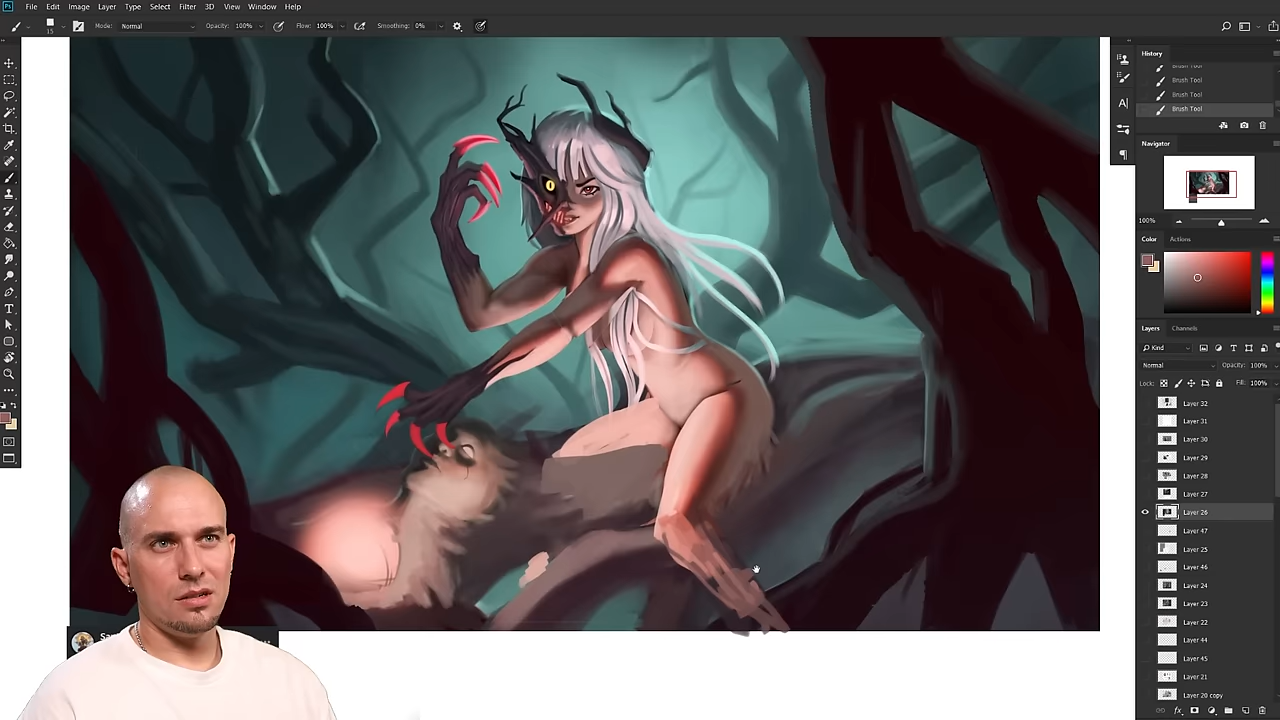 File Edit Image Layer Type Select Filter 3D View Window Help
15 Mode: Normal Opacity: 100% Flow: 100% Smoothing: 0%
History
Brush Tool
Brush Tool
Brush Tool
Brush Tool
Navigator
100%
Color Actions
Layers Channels
Kind
Normal Opacity: 100%
Lock: Fill: 100%
Layer 32
Layer 31
Layer 30
Layer 29
Layer 28
Layer 27
Layer 26
Layer 47
Layer 25
Layer 46
Layer 24
Layer 23
Layer 22
Layer 44
Layer 45
Layer 21
Layer 20 copy